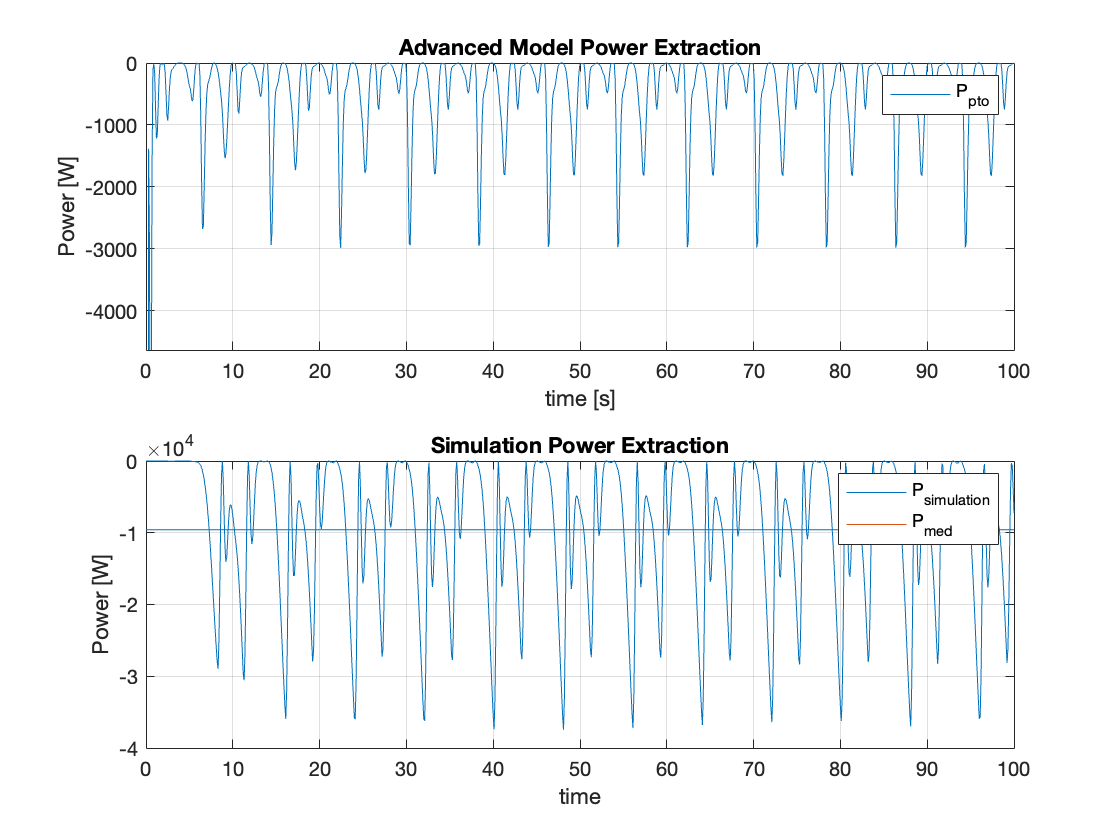 Advanced Model Power Extraction
0
-1000
-2000
-3000
-4000
Power [W]
P_pto
0 10 20 30 40 50 60 70 80 90 100
time [s]
×10^4
Simulation Power Extraction
0
-1
-2
-3
-4
Power [W]
P_simulation
P_med
0 10 20 30 40 50 60 70 80 90 100
time